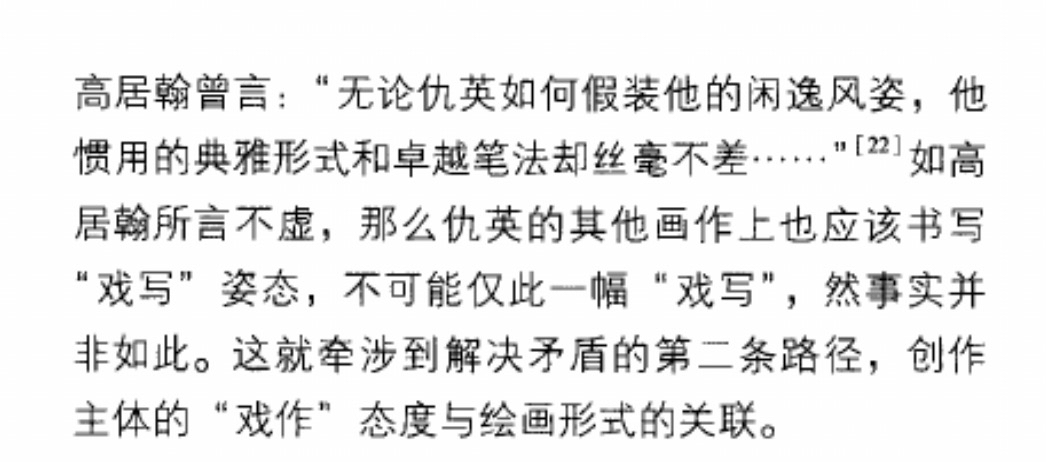 高居翰曾言：“无论仇英如何假装他的闲逸风姿，他
惯用的典雅形式和卓越笔法却丝毫不差……”[22]如高
居翰所言不虚，那么仇英的其他画作上也应该书写
“戏写”姿态，不可能仅此一幅“戏写”，然事实并
非如此。这就牵涉到解决矛盾的第二条路径，创作
主体的“戏作”态度与绘画形式的关联。